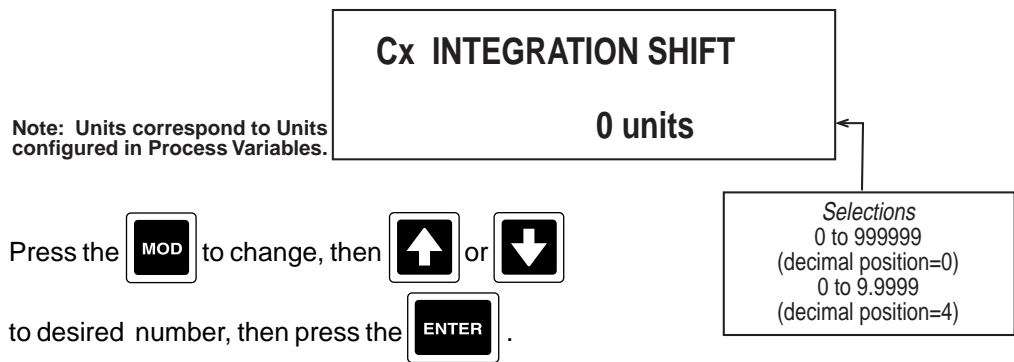 Cx INTEGRATION SHIFT
0 units
Note: Units correspond to Units
configured in Process Variables.
Selections
0 to 999999
(decimal position=0)
0 to 9.9999
(decimal position=4)
Press the MOD to change, then or
to desired number, then press the ENTER .